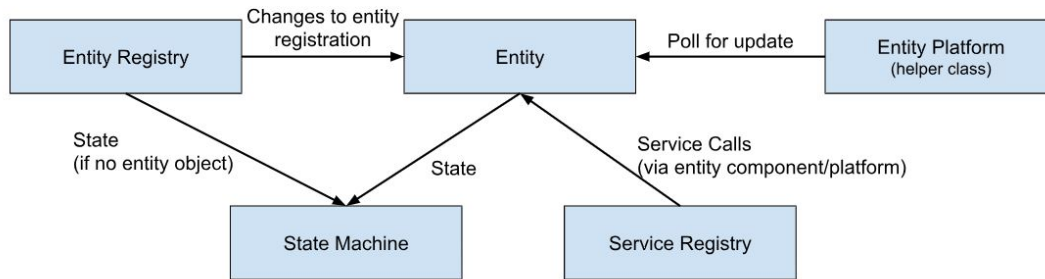 Changes to entity
registration
Entity Registry
Entity
Poll for update
Entity Platform
(helper class)
State
(if no entity object)
State
Service Calls
(via entity component/platform)
State Machine
Service Registry